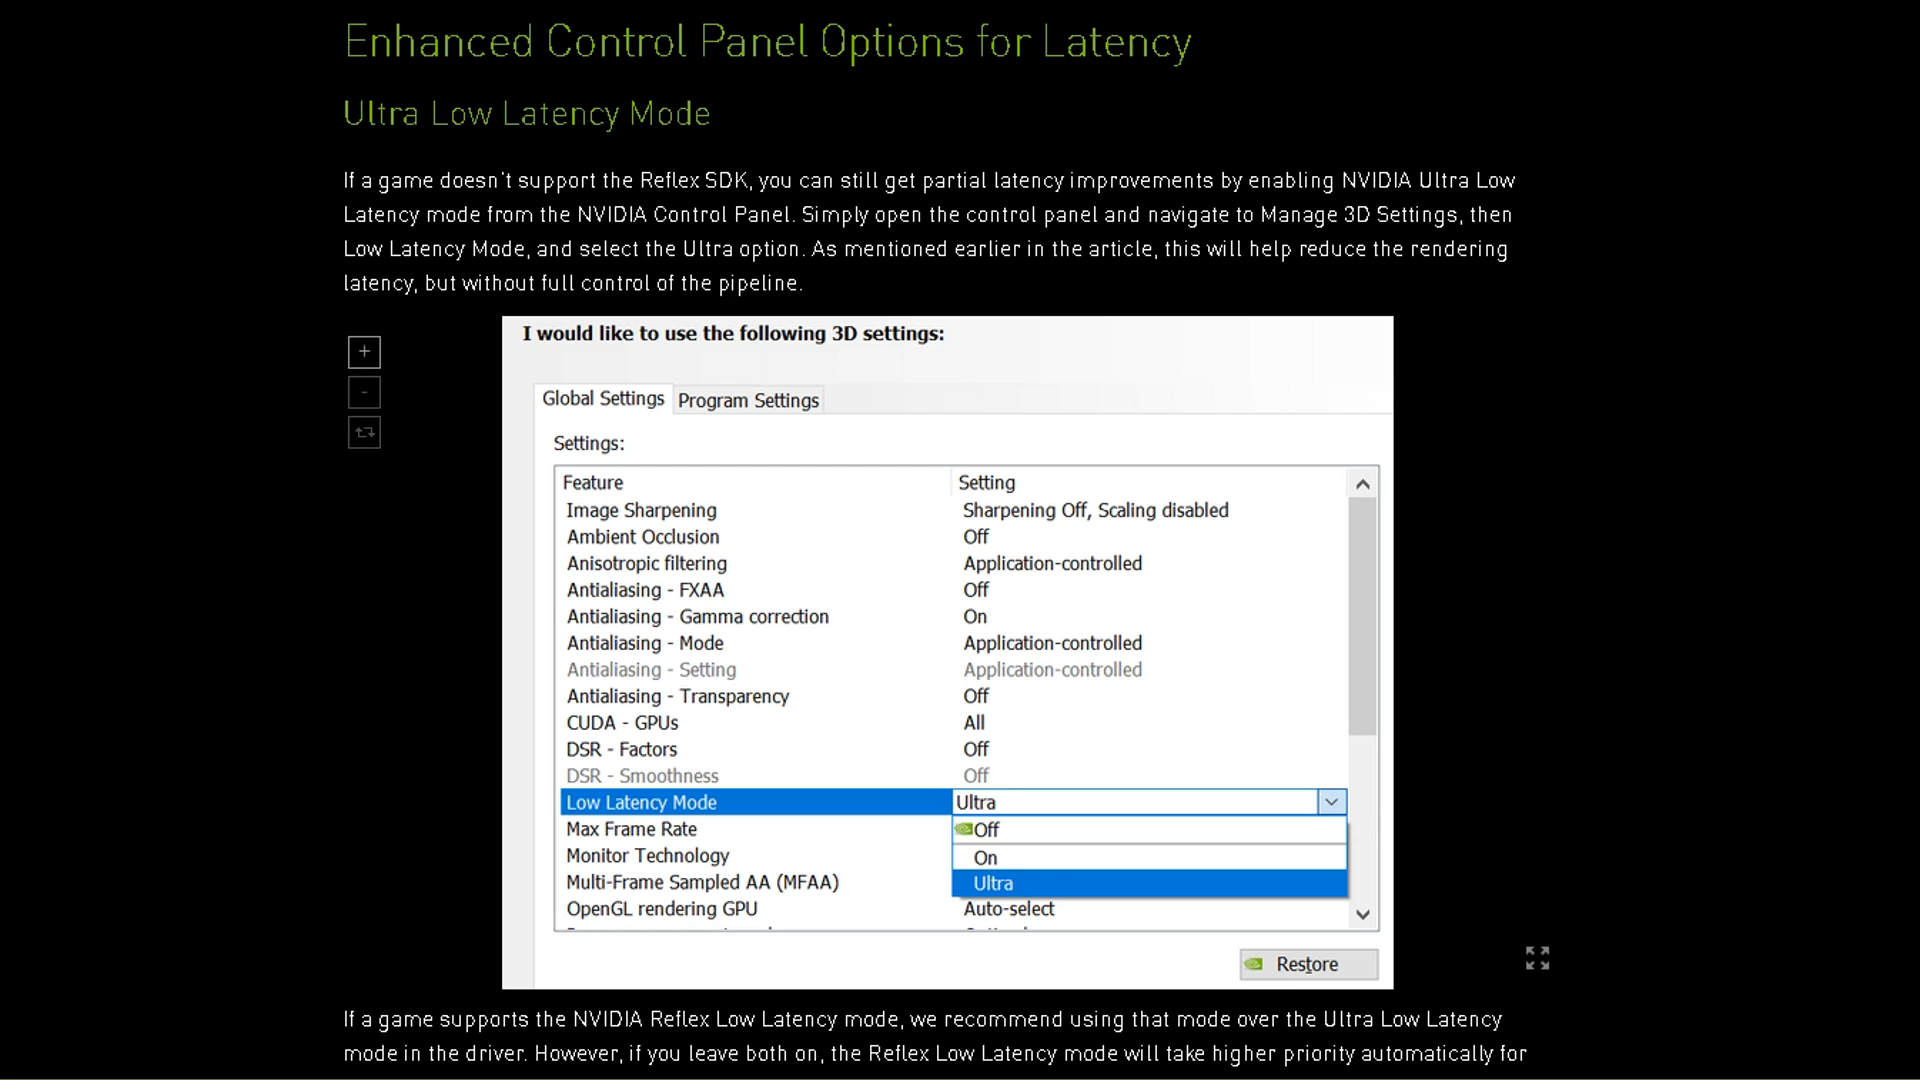 Enhanced Control Panel Options for Latency
Ultra Low Latency Mode
If a game doesn't support the Reflex SDK, you can still get partial latency improvements by enabling NVIDIA Ultra Low
Latency mode from the NVIDIA Control Panel. Simply open the control panel and navigate to Manage 3D Settings, then
Low Latency Mode, and select the Ultra option. As mentioned earlier in the article, this will help reduce the rendering
latency, but without full control of the pipeline.
I would like to use the following 3D settings:
Global Settings Program Settings
Settings:
Feature Setting
Image Sharpening Sharpening Off, Scaling disabled
Ambient Occlusion Off
Anisotropic filtering Application-controlled
Antialiasing - FXAA Off
Antialiasing - Gamma correction On
Antialiasing - Mode Application-controlled
Antialiasing - Setting Application-controlled
Antialiasing - Transparency Off
CUDA - GPUs All
DSR - Factors Off
DSR - Smoothness Off
Low Latency Mode Ultra
Max Frame Rate Off
Monitor Technology On
Multi-Frame Sampled AA (MFAA) Ultra
OpenGL rendering GPU Auto-select
Restore
If a game supports the NVIDIA Reflex Low Latency mode, we recommend using that mode over the Ultra Low Latency
mode in the driver. However, if you leave both on, the Reflex Low Latency mode will take higher priority automatically for